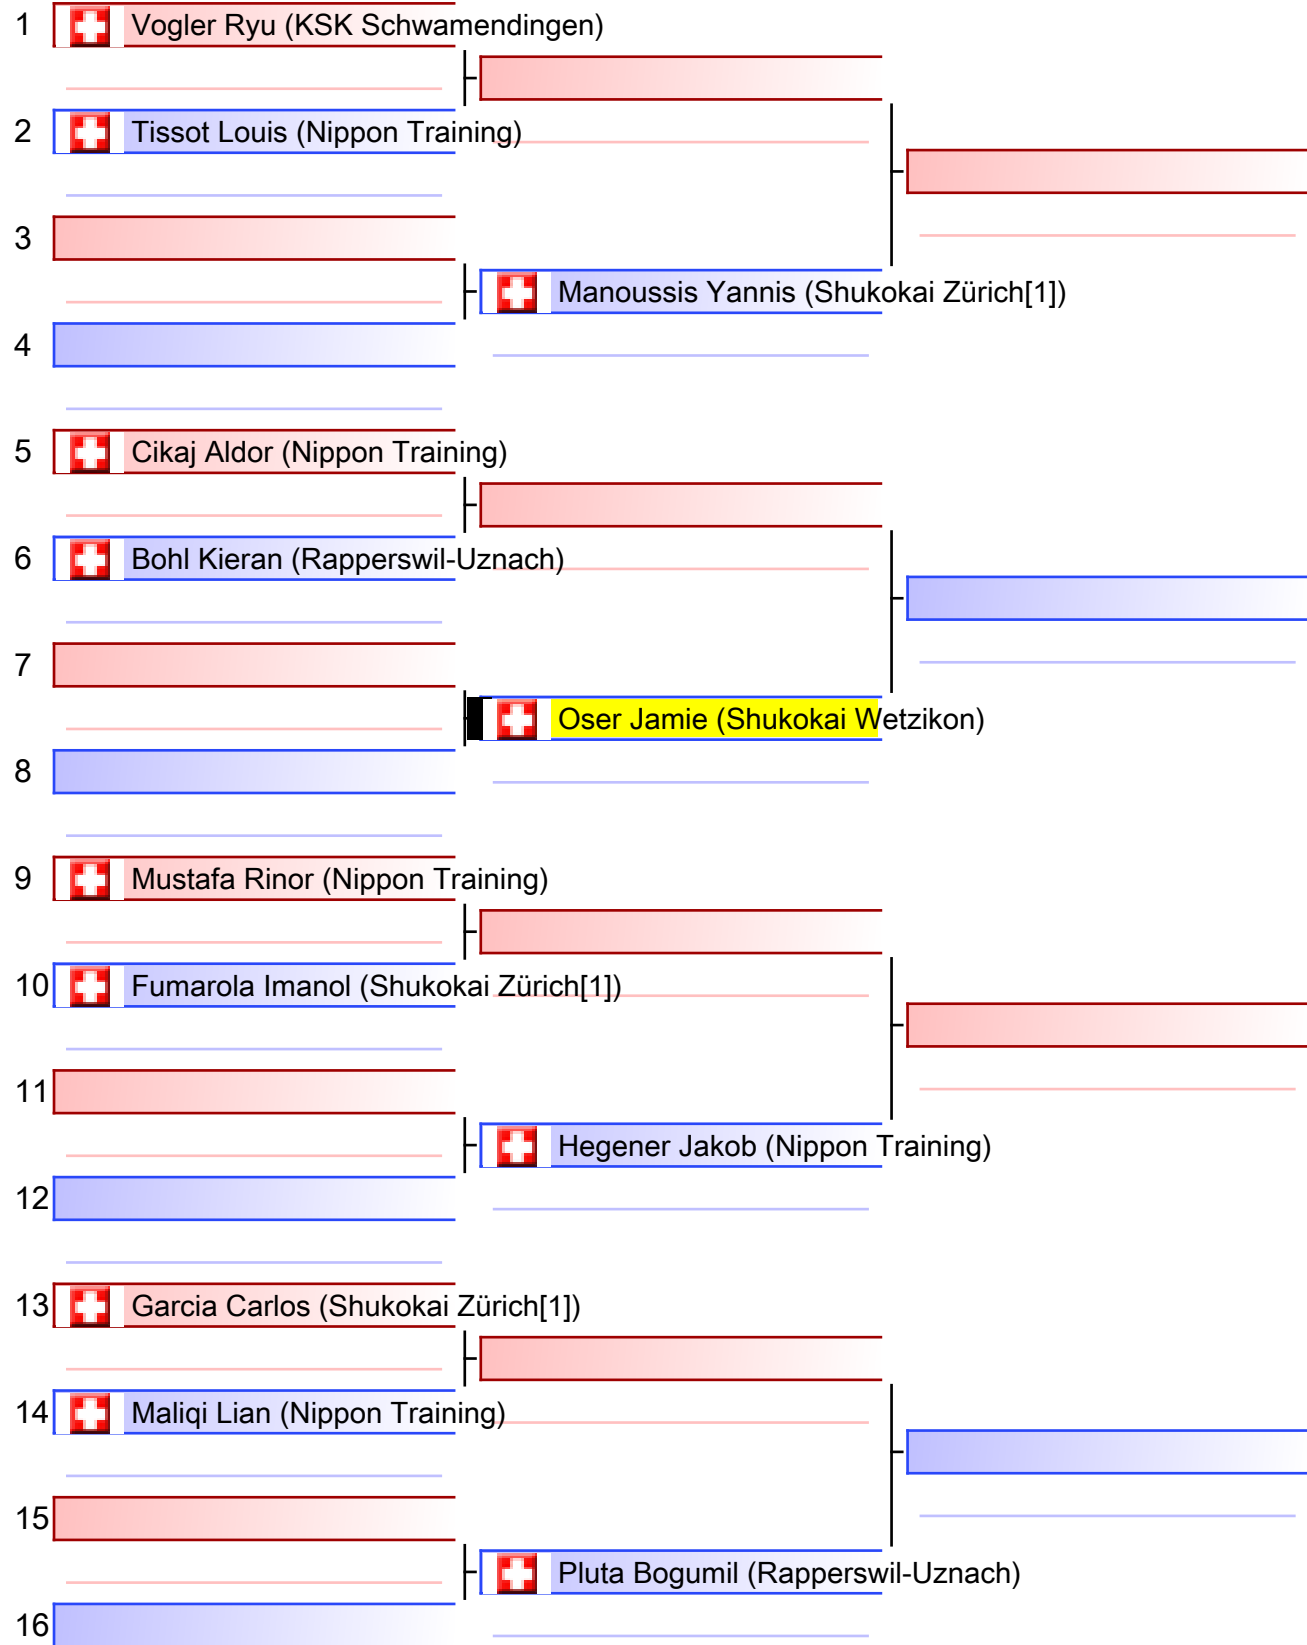 1 Vogler Ryu (KSK Schwamendingen)
2 Tissot Louis (Nippon Training)
3
Manoussis Yannis (Shukokai Zürich[1])
4
5 Cikaj Aldor (Nippon Training)
6 Bohl Kieran (Rapperswil-Uznach)
7
Oser Jamie (Shukokai Wetzikon)
8
9 Mustafa Rinor (Nippon Training)
10 Fumarola Imanol (Shukokai Zürich[1])
11
Hegener Jakob (Nippon Training)
12
13 Garcia Carlos (Shukokai Zürich[1])
14 Maliqi Lian (Nippon Training)
15
Pluta Bogumil (Rapperswil-Uznach)
16